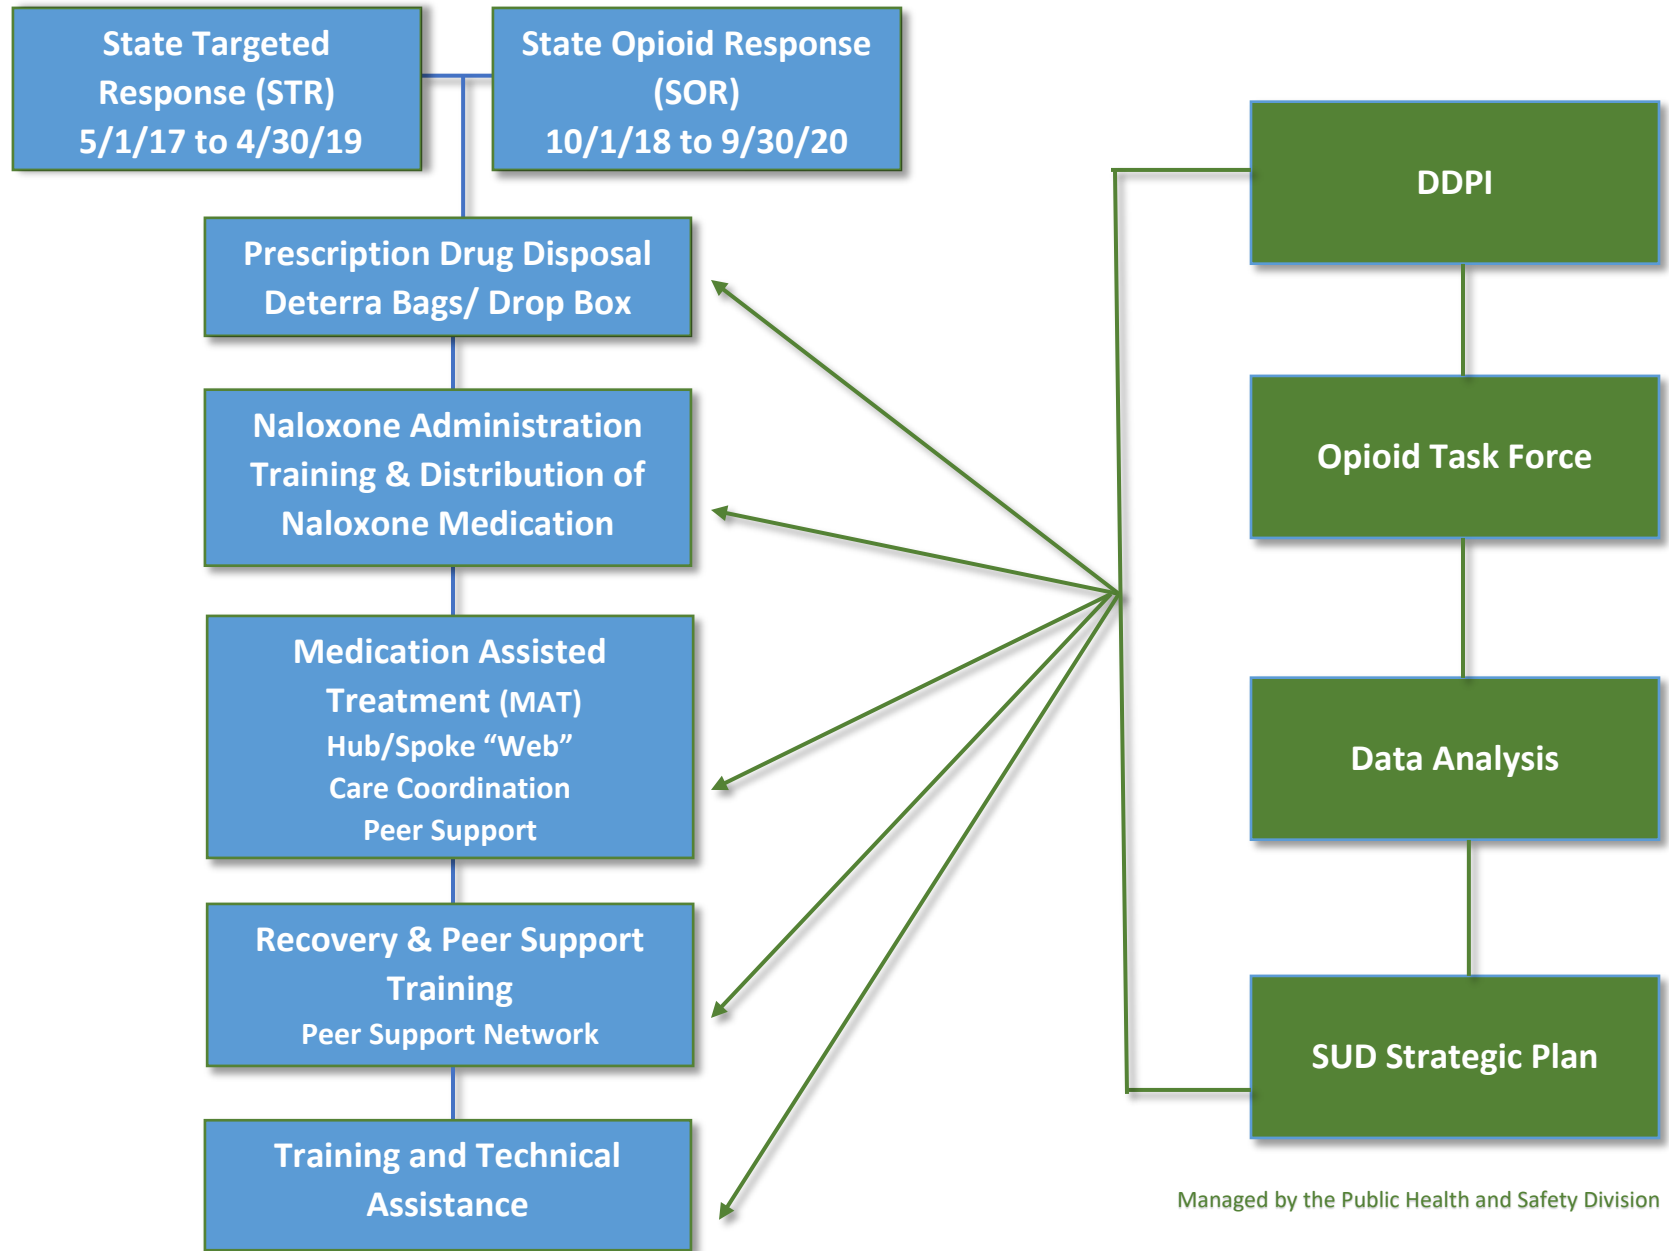 State Targeted
Response (STR)
5/1/17 to 4/30/19
State Opioid Response
(SOR)
10/1/18 to 9/30/20
Prescription Drug Disposal
Deterra Bags/ Drop Box
Naloxone Administration
Training & Distribution of
Naloxone Medication
Medication Assisted
Treatment (MAT)
Hub/Spoke “Web”
Care Coordination
Peer Support
Recovery & Peer Support
Training
Peer Support Network
Training and Technical
Assistance
DDPI
Opioid Task Force
Data Analysis
SUD Strategic Plan
Managed by the Public Health and Safety Division